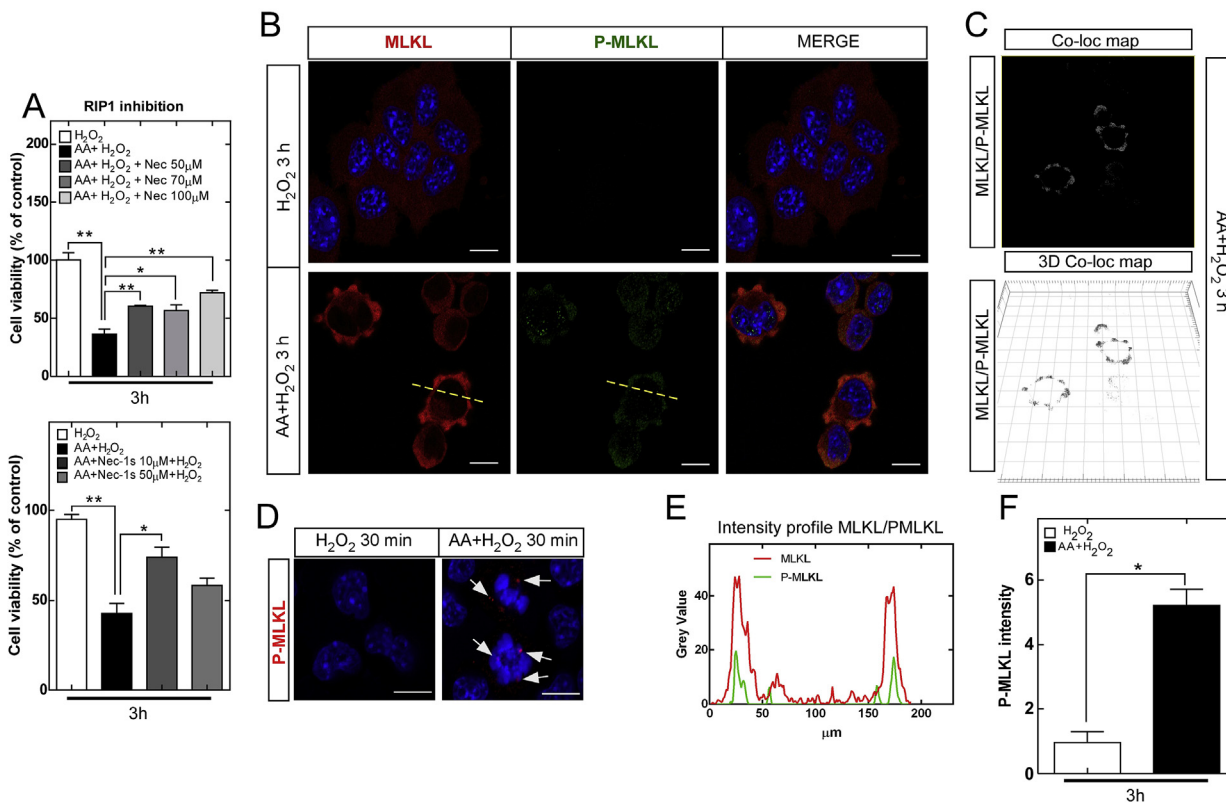 A
RIP1 inhibition
H₂O₂
AA+ H₂O₂
AA+ H₂O₂ + Nec 50μM
AA+ H₂O₂ + Nec 70μM
AA+ H₂O₂ + Nec 100μM
Cell viability (% of control)
200
150
100
50
0
**
**
*
**
3h
H₂O₂
AA+H₂O₂
AA+Nec-1s 10μM+H₂O₂
AA+Nec-1s 50μM+H₂O₂
Cell viability (% of control)
100
50
0
**
*
3h
B
MLKL
P-MLKL
MERGE
H₂O₂ 3 h
AA+H₂O₂ 3h
C
Co-loc map
MLKL/P-MLKL
3D Co-loc map
MLKL/P-MLKL
AA+H₂O₂ 3h
D
H₂O₂ 30 min
AA+H₂O₂ 30 min
P-MLKL
E
Intensity profile MLKL/PMLKL
MLKL
P-MLKL
Grey Value
40
20
0
0
50
100
150
200
μm
F
H₂O₂
AA+H₂O₂
P-MLKL intensity
6
4
2
0
*
3h